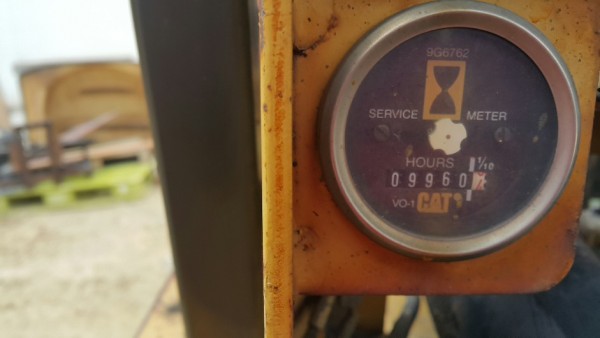 9G6762
SERVICE METER
HOURS 1/10
09960
VO-1 CAT